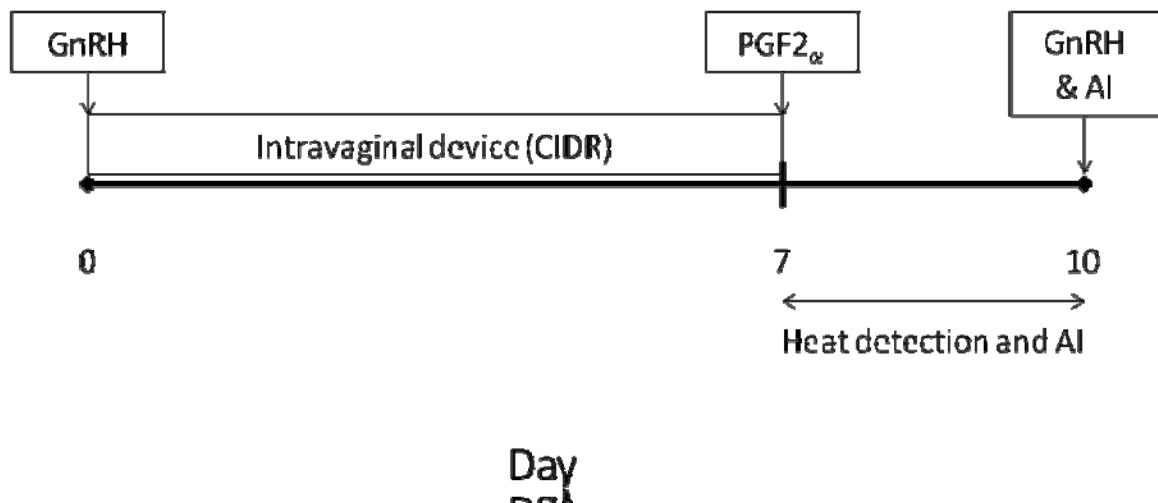 GnRH
PGF2α
GnRH
& AI
Intravaginal device (CIDR)
0
7
10
Heat detection and AI
Day